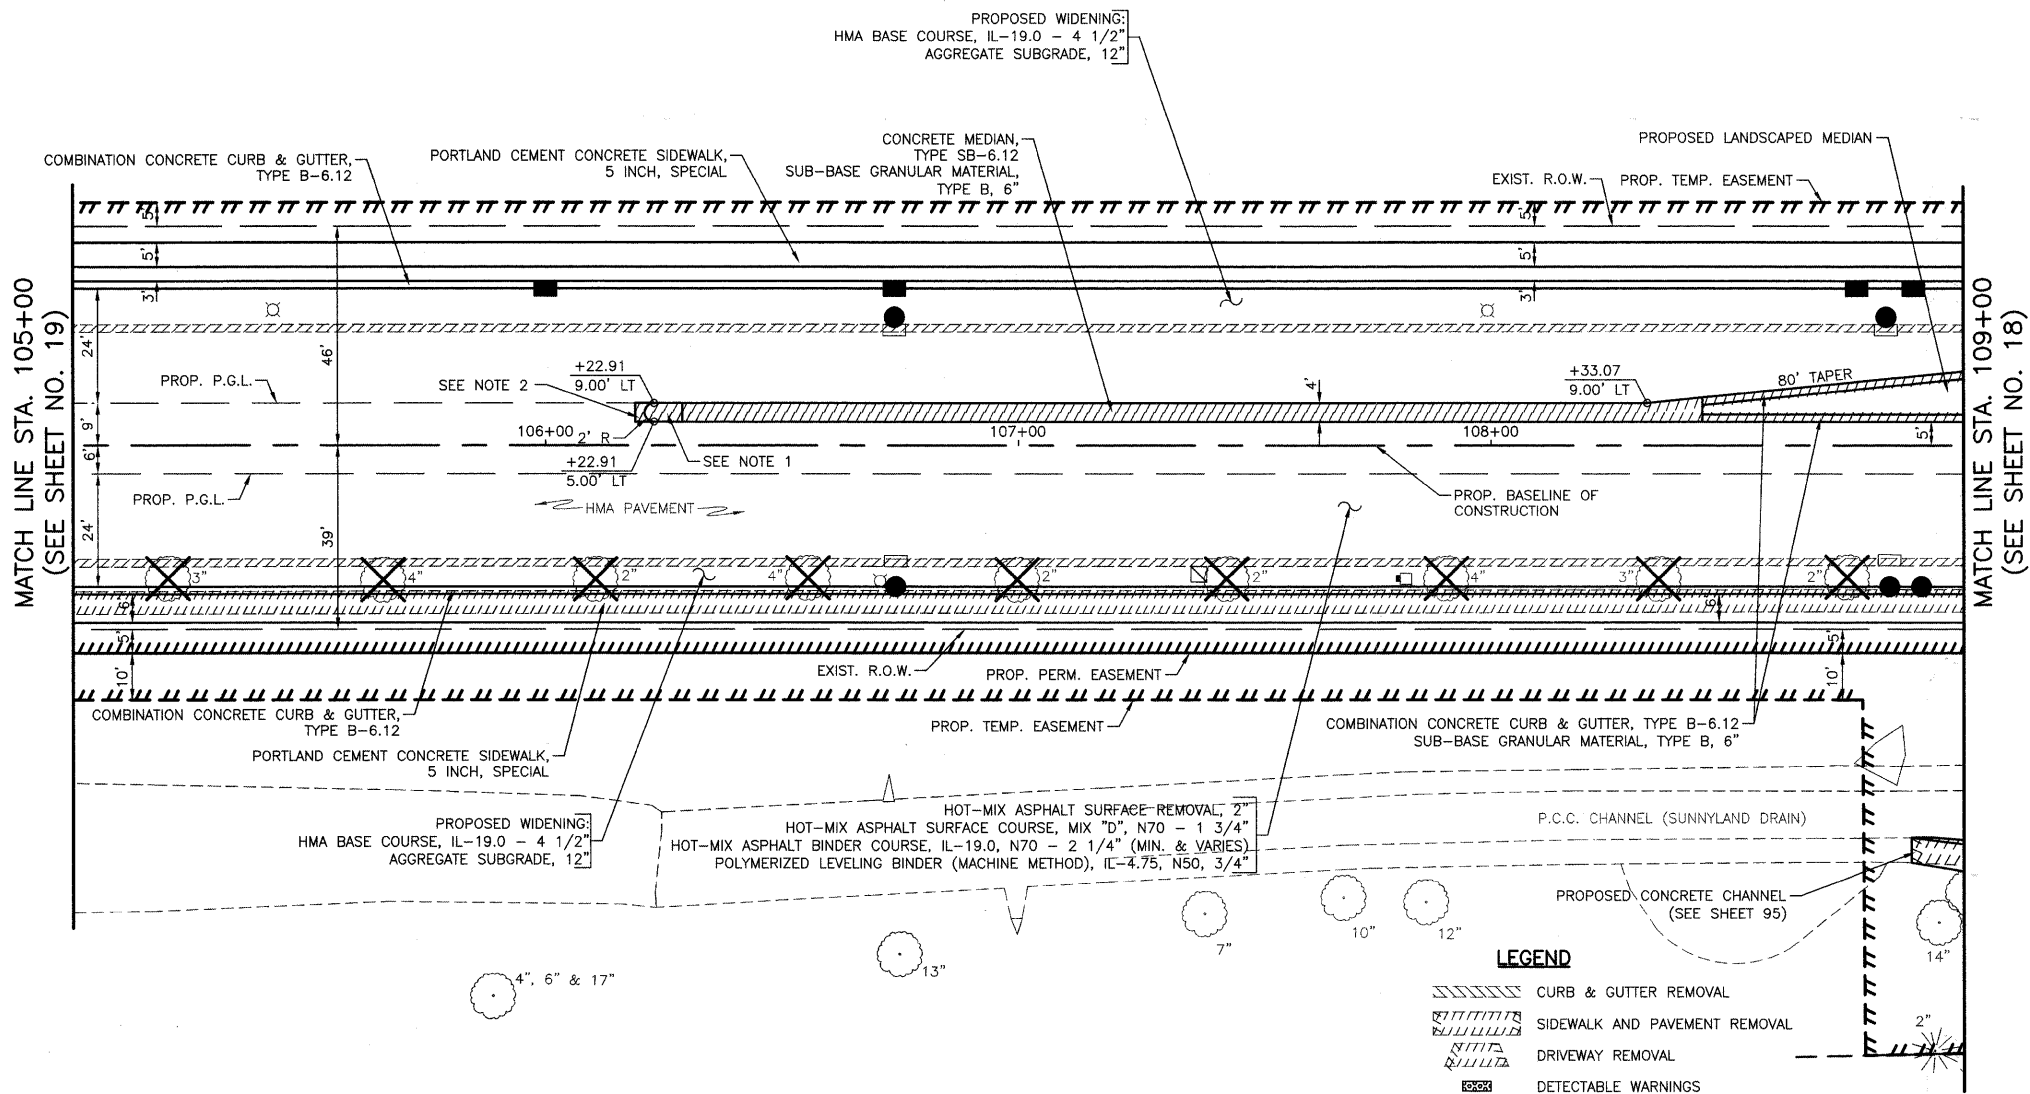 PROPOSED WIDENING:
HMA BASE COURSE, IL-19.0 - 4 1/2"
AGGREGATE SUBGRADE, 12"
COMBINATION CONCRETE CURB & GUTTER,
TYPE B-6.12
PORTLAND CEMENT CONCRETE SIDEWALK,
5 INCH, SPECIAL
CONCRETE MEDIAN,
TYPE SB-6.12
SUB-BASE GRANULAR MATERIAL,
TYPE B, 6"
PROPOSED LANDSCAPED MEDIAN
EXIST. R.O.W.
PROP. TEMP. EASEMENT
5'
5'
5'
5'
3'
3'
MATCH LINE STA. 105+00
(SEE SHEET NO. 19)
MATCH LINE STA. 109+00
(SEE SHEET NO. 18)
24'
46'
PROP. P.G.L.
SEE NOTE 2
+22.91
9.00' LT
4'
+33.07
9.00' LT
80' TAPER
9'
106+00
2' R
107+00
108+00
5'
6'
+22.91
5.00' LT
SEE NOTE 1
PROP. P.G.L.
HMA PAVEMENT
PROP. BASELINE OF
CONSTRUCTION
24'
39'
3"
4"
2"
4"
2"
2"
4"
3"
2"
6'
6'
5'
5'
10'
10'
EXIST. R.O.W.
PROP. PERM. EASEMENT
COMBINATION CONCRETE CURB & GUTTER,
TYPE B-6.12
PROP. TEMP. EASEMENT
COMBINATION CONCRETE CURB & GUTTER, TYPE B-6.12
SUB-BASE GRANULAR MATERIAL, TYPE B, 6"
PORTLAND CEMENT CONCRETE SIDEWALK,
5 INCH, SPECIAL
PROPOSED WIDENING:
HMA BASE COURSE, IL-19.0 - 4 1/2"
AGGREGATE SUBGRADE, 12"
HOT-MIX ASPHALT SURFACE REMOVAL, 2"
HOT-MIX ASPHALT SURFACE COURSE, MIX "D", N70 - 1 3/4"
HOT-MIX ASPHALT BINDER COURSE, IL-19.0, N70 - 2 1/4" (MIN. & VARIES)
POLYMERIZED LEVELING BINDER (MACHINE METHOD), IL-4.75, N50, 3/4"
P.C.C. CHANNEL (SUNNYLAND DRAIN)
PROPOSED CONCRETE CHANNEL
(SEE SHEET 95)
4", 6" & 17"
13"
7"
10"
12"
14"
2"
LEGEND
CURB & GUTTER REMOVAL
SIDEWALK AND PAVEMENT REMOVAL
DRIVEWAY REMOVAL
DETECTABLE WARNINGS